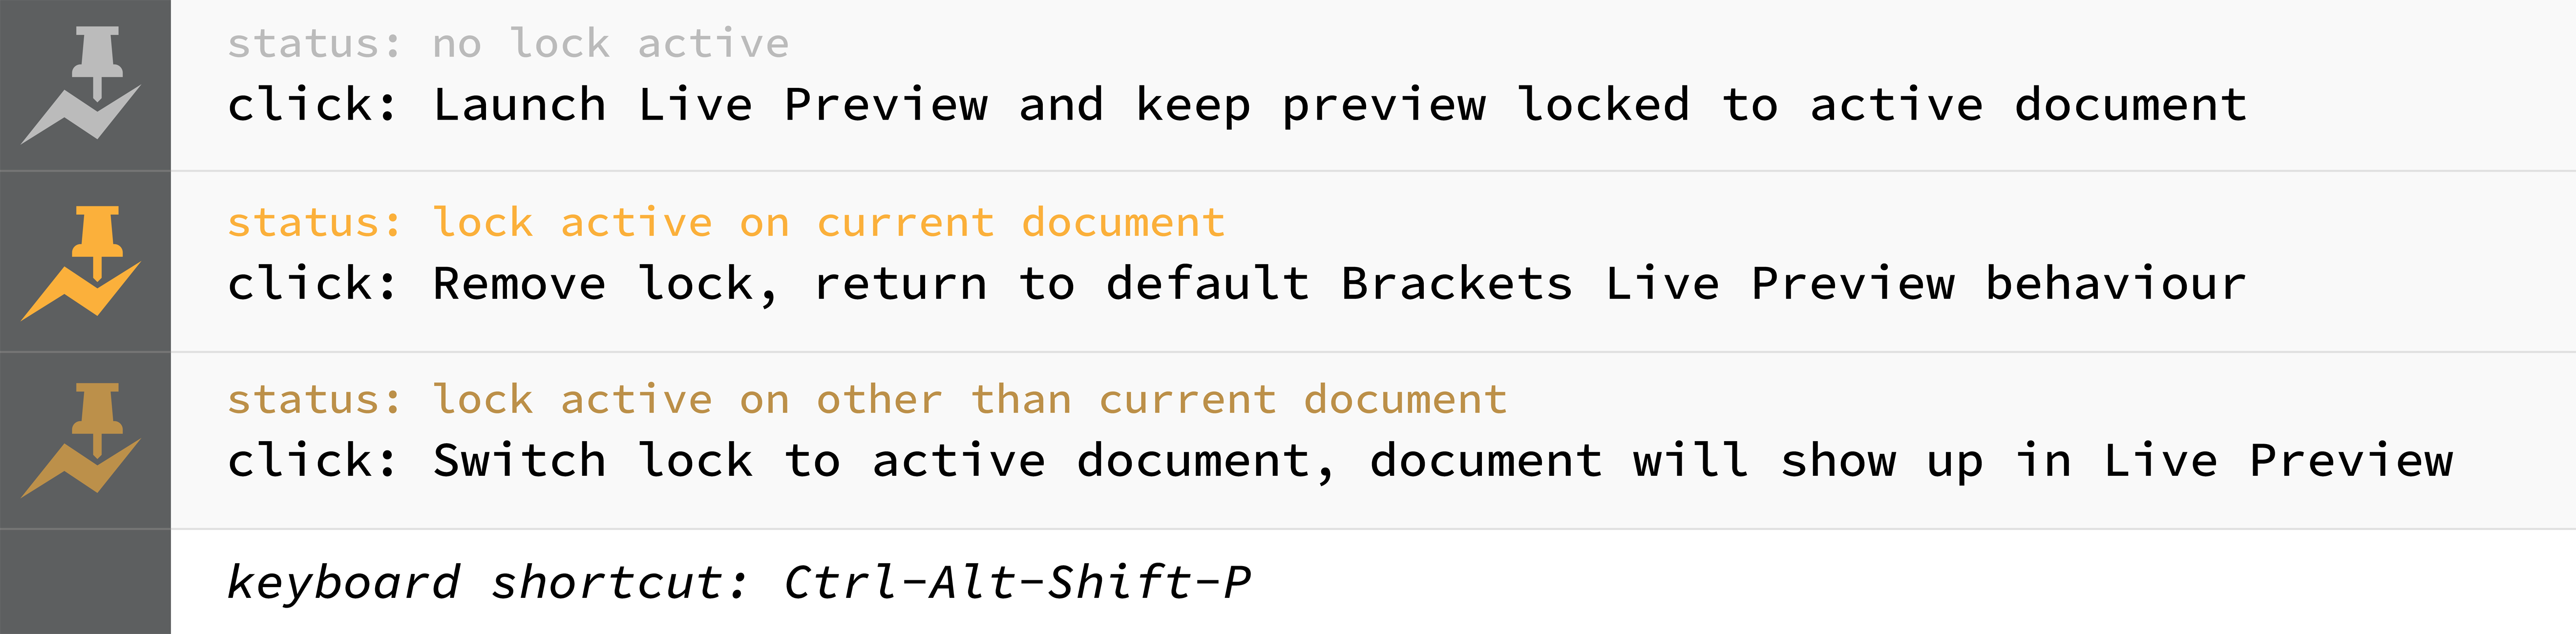 status: no lock active
click: Launch Live Preview and keep preview locked to active document
status: lock active on current document
click: Remove lock, return to default Brackets Live Preview behaviour
status: lock active on other than current document
click: Switch lock to active document, document will show up in Live Preview
keyboard shortcut: Ctrl-Alt-Shift-P